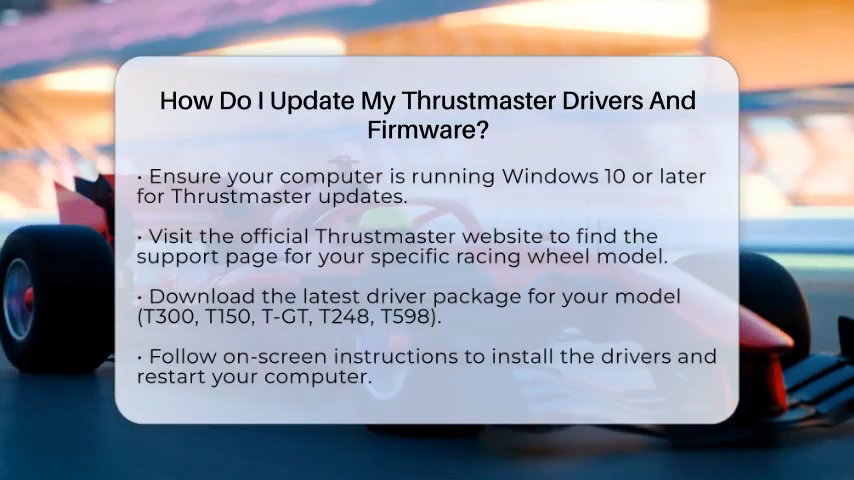 How Do I Update My Thrustmaster Drivers And
Firmware?
• Ensure your computer is running Windows 10 or later
for Thrustmaster updates.
• Visit the official Thrustmaster website to find the
support page for your specific racing wheel model.
• Download the latest driver package for your model
(T300, T150, T-GT, T248, T598).
• Follow on-screen instructions to install the drivers and
restart your computer.